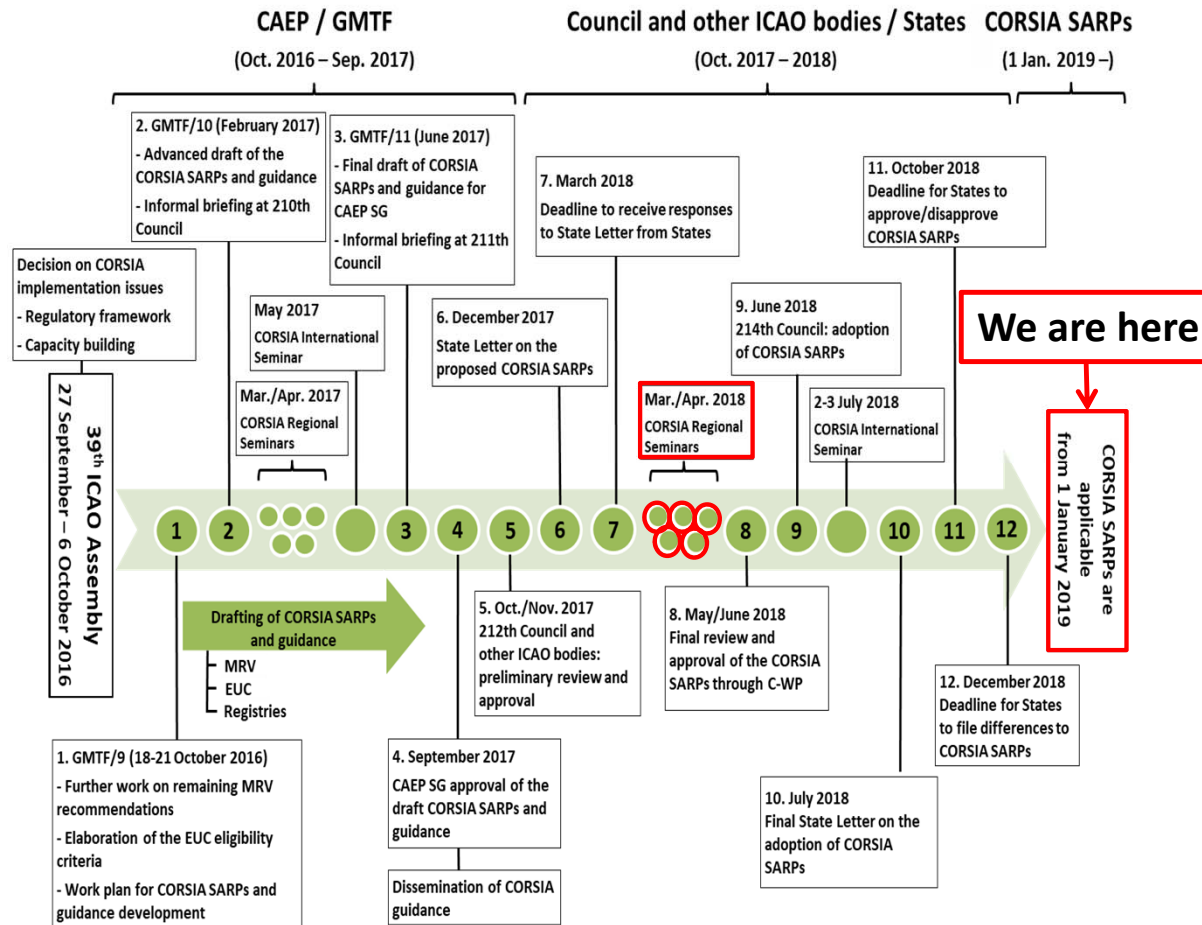 CAEP / GMTF
(Oct. 2016 – Sep. 2017)
Council and other ICAO bodies / States
(Oct. 2017 – 2018)
CORSIA SARPs
(1 Jan. 2019 –)
2. GMTF/10 (February 2017)
- Advanced draft of the
CORSIA SARPs and guidance
- Informal briefing at 210th
Council
3. GMTF/11 (June 2017)
- Final draft of CORSIA
SARPs and guidance for
CAEP SG
- Informal briefing at 211th
Council
7. March 2018
Deadline to receive responses
to State Letter from States
11. October 2018
Deadline for States to
approve/disapprove
CORSIA SARPs
Decision on CORSIA
implementation issues
- Regulatory framework
- Capacity building
May 2017
CORSIA International
Seminar
6. December 2017
State Letter on the
proposed CORSIA SARPs
9. June 2018
214th Council: adoption
of CORSIA SARPs
We are here
Mar./Apr. 2017
CORSIA Regional
Seminars
Mar./Apr. 2018
CORSIA Regional
Seminars
2-3 July 2018
CORSIA International
Seminar
39th ICAO Assembly
27 September – 6 October 2016
1
2
3
4
5
6
7
8
9
10
11
12
CORSIA SARPs are
applicable
from 1 January 2019
Drafting of CORSIA SARPs
and guidance
MRV
EUC
Registries
5. Oct./Nov. 2017
212th Council and
other ICAO bodies:
preliminary review and
approval
8. May/June 2018
Final review and
approval of the CORSIA
SARPs through C-WP
12. December 2018
Deadline for States
to file differences to
CORSIA SARPs
1. GMTF/9 (18-21 October 2016)
- Further work on remaining MRV
recommendations
- Elaboration of the EUC eligibility
criteria
- Work plan for CORSIA SARPs and
guidance development
4. September 2017
CAEP SG approval of the
draft CORSIA SARPs and
guidance
Dissemination of CORSIA
guidance
10. July 2018
Final State Letter on the
adoption of CORSIA
SARPs